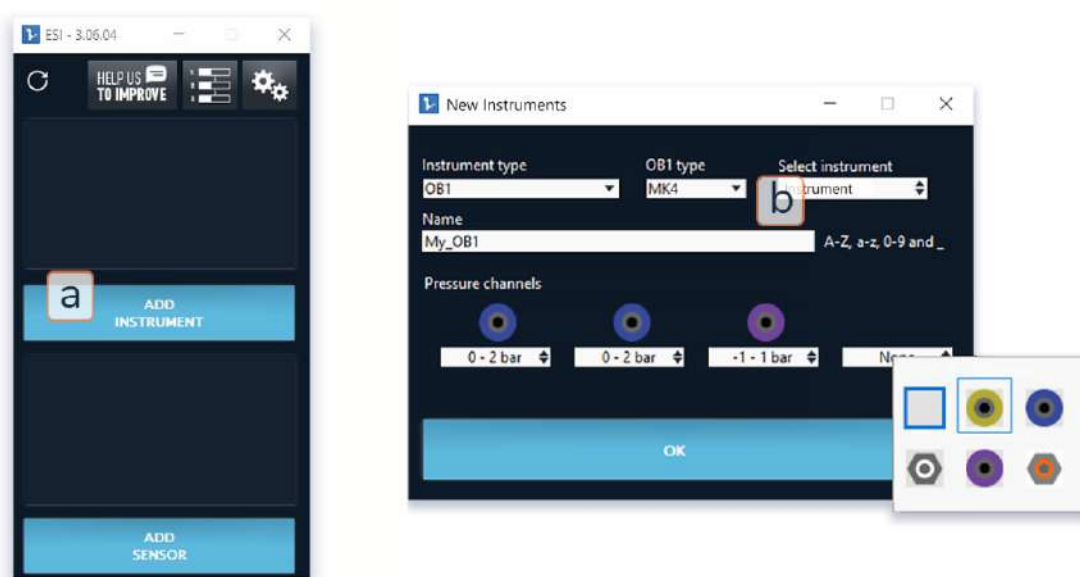 ESI - 3.06.04
HELP US
TO IMPROVE
a
ADD
INSTRUMENT
ADD
SENSOR
New Instruments
Instrument type
OB1 type
Select instrument
OB1
MK4
b
Name
My_OB1
A-Z, a-z, 0-9 and _
Pressure channels
0 - 2 bar
0 - 2 bar
-1 - 1 bar
OK